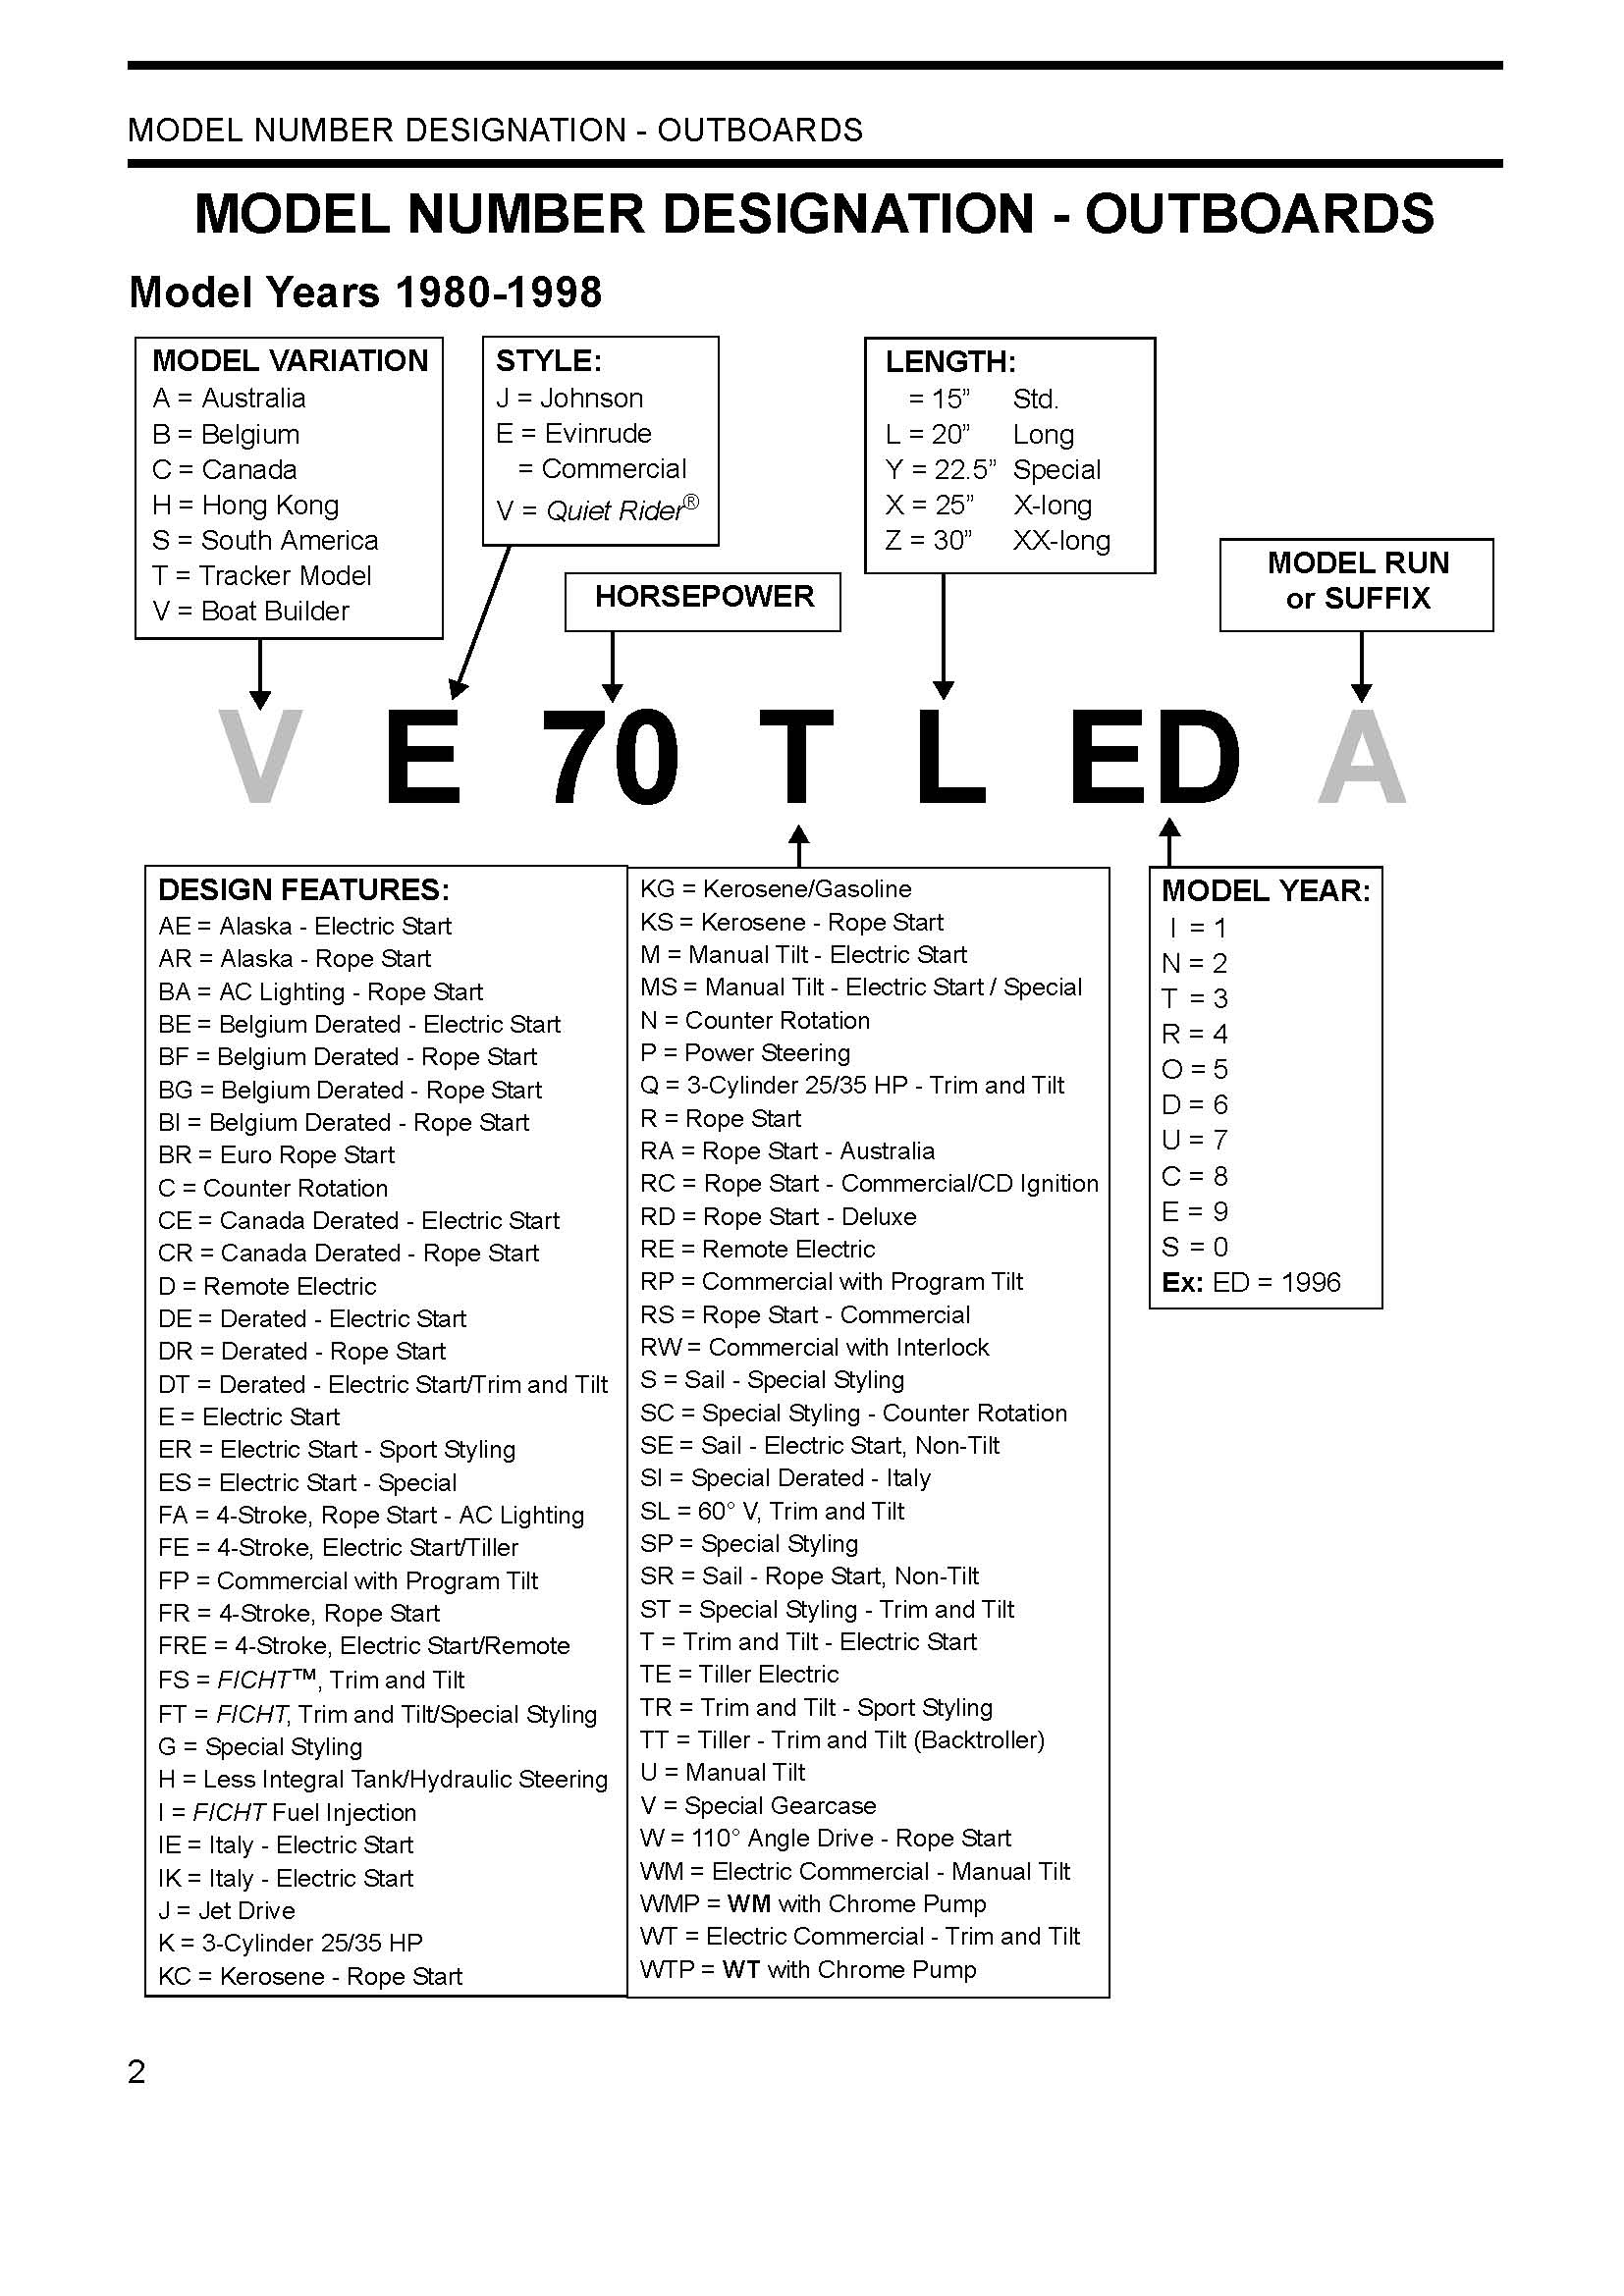 MODEL NUMBER DESIGNATION - OUTBOARDS
MODEL NUMBER DESIGNATION - OUTBOARDS
Model Years 1980-1998
MODEL VARIATION
A = Australia
B = Belgium
C = Canada
H = Hong Kong
S = South America
T = Tracker Model
V = Boat Builder
STYLE:
J = Johnson
E = Evinrude
= Commercial
V = Quiet Rider®
HORSEPOWER
LENGTH:
= 15” Std.
L = 20” Long
Y = 22.5” Special
X = 25” X-long
Z = 30” XX-long
MODEL RUN
or SUFFIX
V E 70 T L ED A
DESIGN FEATURES:
AE = Alaska - Electric Start
AR = Alaska - Rope Start
BA = AC Lighting - Rope Start
BE = Belgium Derated - Electric Start
BF = Belgium Derated - Rope Start
BG = Belgium Derated - Rope Start
BI = Belgium Derated - Rope Start
BR = Euro Rope Start
C = Counter Rotation
CE = Canada Derated - Electric Start
CR = Canada Derated - Rope Start
D = Remote Electric
DE = Derated - Electric Start
DR = Derated - Rope Start
DT = Derated - Electric Start/Trim and Tilt
E = Electric Start
ER = Electric Start - Sport Styling
ES = Electric Start - Special
FA = 4-Stroke, Rope Start - AC Lighting
FE = 4-Stroke, Electric Start/Tiller
FP = Commercial with Program Tilt
FR = 4-Stroke, Rope Start
FRE = 4-Stroke, Electric Start/Remote
FS = FICHT™, Trim and Tilt
FT = FICHT, Trim and Tilt/Special Styling
G = Special Styling
H = Less Integral Tank/Hydraulic Steering
I = FICHT Fuel Injection
IE = Italy - Electric Start
IK = Italy - Electric Start
J = Jet Drive
K = 3-Cylinder 25/35 HP
KC = Kerosene - Rope Start
KG = Kerosene/Gasoline
KS = Kerosene - Rope Start
M = Manual Tilt - Electric Start
MS = Manual Tilt - Electric Start / Special
N = Counter Rotation
P = Power Steering
Q = 3-Cylinder 25/35 HP - Trim and Tilt
R = Rope Start
RA = Rope Start - Australia
RC = Rope Start - Commercial/CD Ignition
RD = Rope Start - Deluxe
RE = Remote Electric
RP = Commercial with Program Tilt
RS = Rope Start - Commercial
RW = Commercial with Interlock
S = Sail - Special Styling
SC = Special Styling - Counter Rotation
SE = Sail - Electric Start, Non-Tilt
SI = Special Derated - Italy
SL = 60° V, Trim and Tilt
SP = Special Styling
SR = Sail - Rope Start, Non-Tilt
ST = Special Styling - Trim and Tilt
T = Trim and Tilt - Electric Start
TE = Tiller Electric
TR = Trim and Tilt - Sport Styling
TT = Tiller - Trim and Tilt (Backtroller)
U = Manual Tilt
V = Special Gearcase
W = 110° Angle Drive - Rope Start
WM = Electric Commercial - Manual Tilt
WMP = WM with Chrome Pump
WT = Electric Commercial - Trim and Tilt
WTP = WT with Chrome Pump
MODEL YEAR:
I = 1
N = 2
T = 3
R = 4
O = 5
D = 6
U = 7
C = 8
E = 9
S = 0
Ex: ED = 1996
2